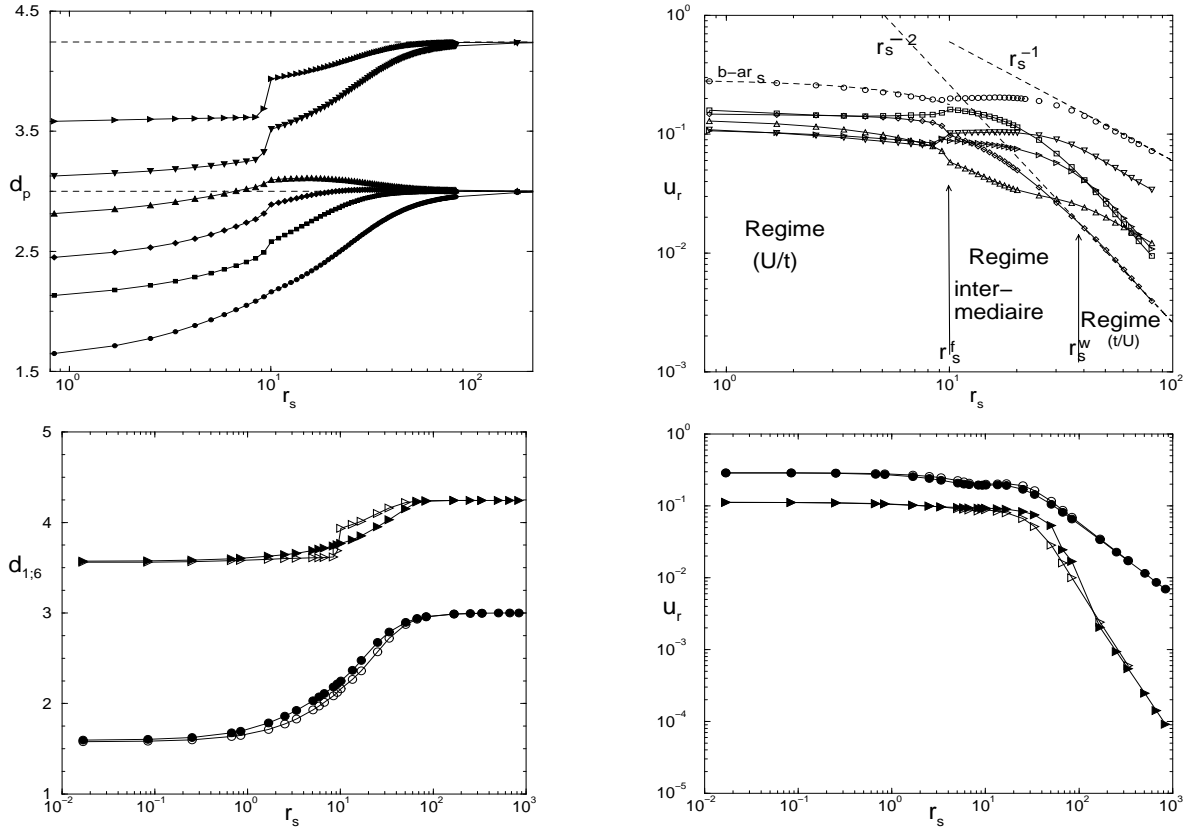 4.5
3.5
d_p
2.5
1.5
10^0
10^1
10^2
r_s
10^0
r_s^−2
r_s^−1
b−ar_s
10^−1
u_r
Regime
(U/t)
Regime
inter−
mediaire
10^−2
Regime
(t/U)
r_s^f
r_s^w
10^−3
10^0
10^1
10^2
r_s
5
4
d_1;6
3
2
1
10^−2
10^−1
10^0
10^1
10^2
10^3
r_s
10^0
10^−1
10^−2
u_r
10^−3
10^−4
10^−5
10^−2
10^−1
10^0
10^1
10^2
10^3
r_s